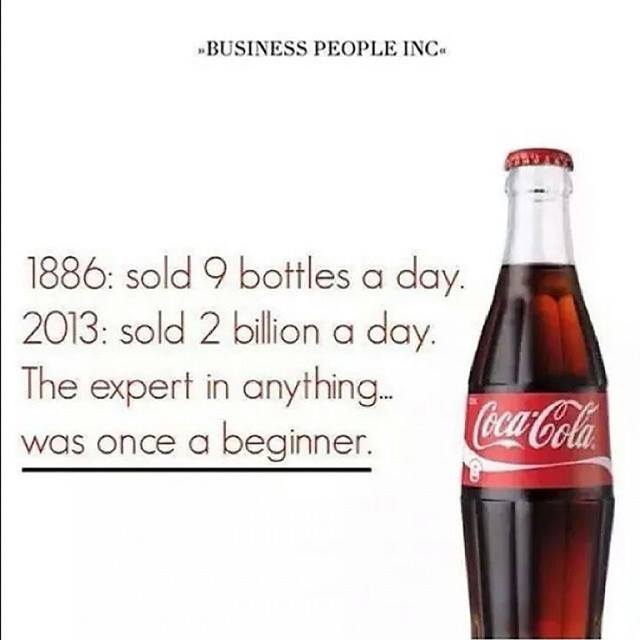 »BUSINESS PEOPLE INC«
1886: sold 9 bottles a day.
2013: sold 2 billion a day.
The expert in anything...
was once a beginner.
Coca-Cola